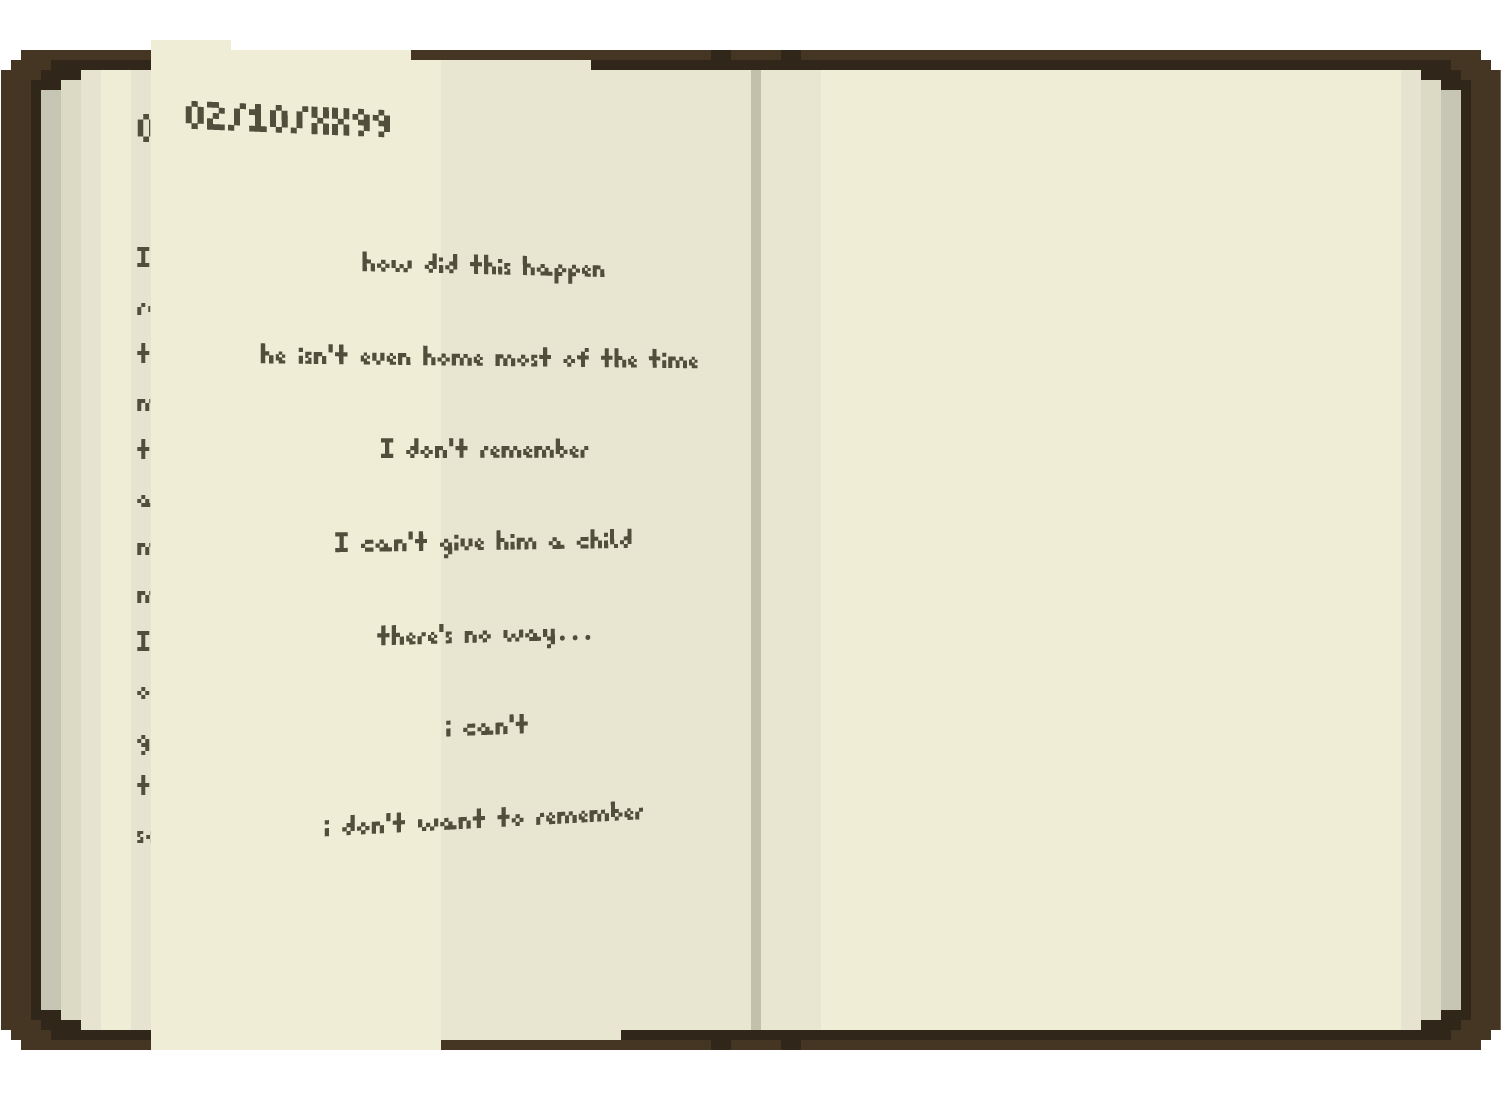 02/10/XX99
how did this happen
he isn't even home most of the time
I don't remember
I can't give him a child
there's no way...
i can't
i don't want to remember